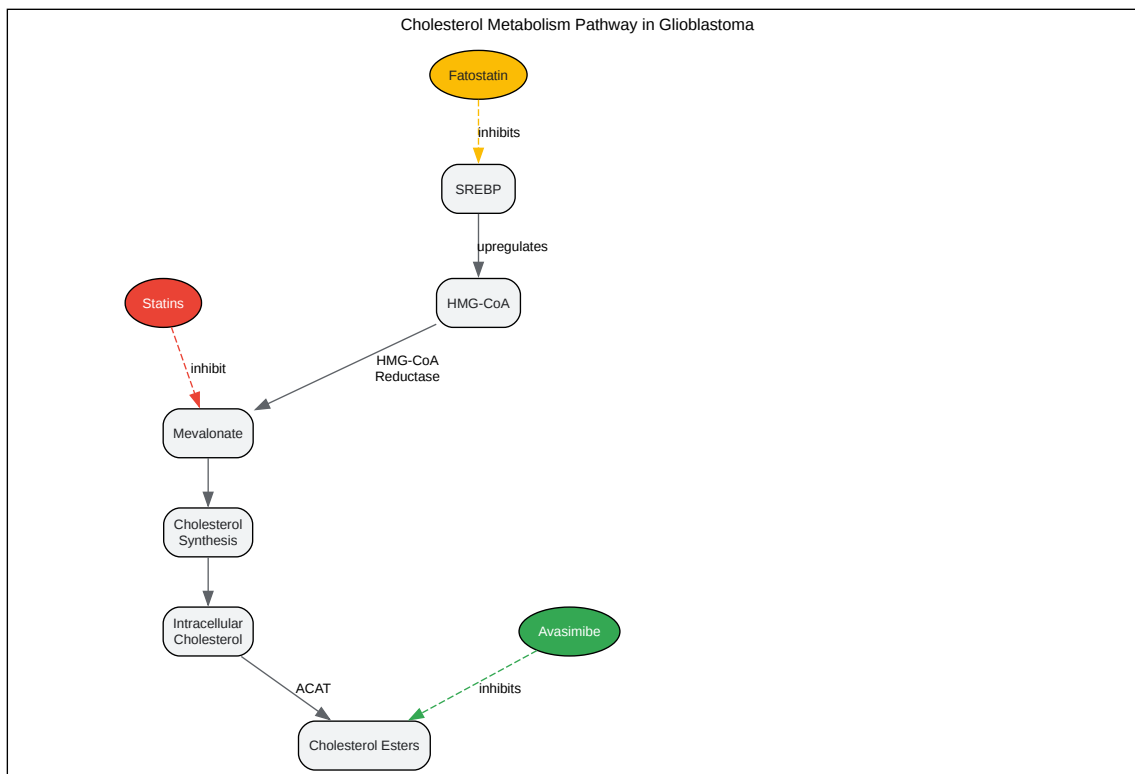 Cholesterol Metabolism Pathway in Glioblastoma
Fatostatin
inhibits
SREBP
upregulates
Statins
HMG-CoA
inhibit
HMG-CoA
Reductase
Mevalonate
Cholesterol
Synthesis
Intracellular
Cholesterol
Avasimibe
ACAT
inhibits
Cholesterol Esters